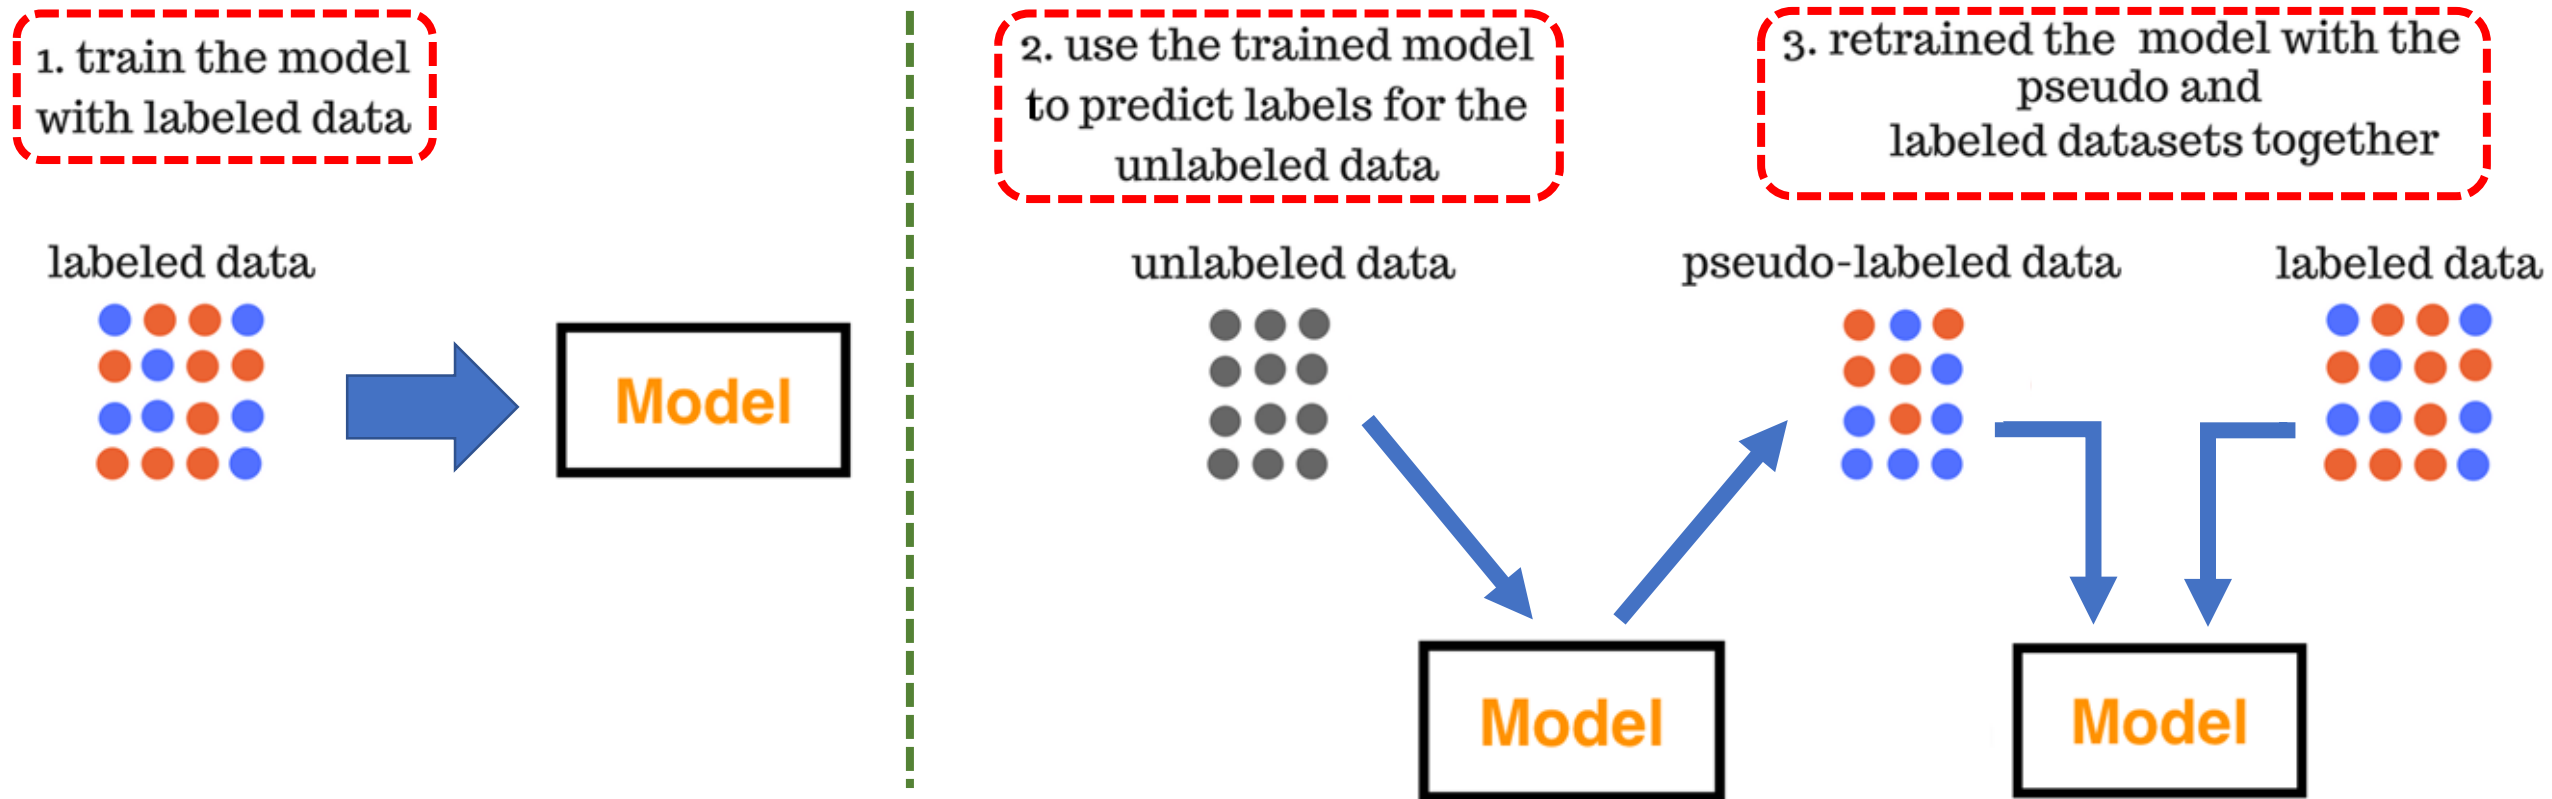 1. train the model
with labeled data
labeled data
Model
2. use the trained model
to predict labels for the
unlabeled data
unlabeled data
Model
3. retrained the model with the
pseudo and
labeled datasets together
pseudo-labeled data
labeled data
Model